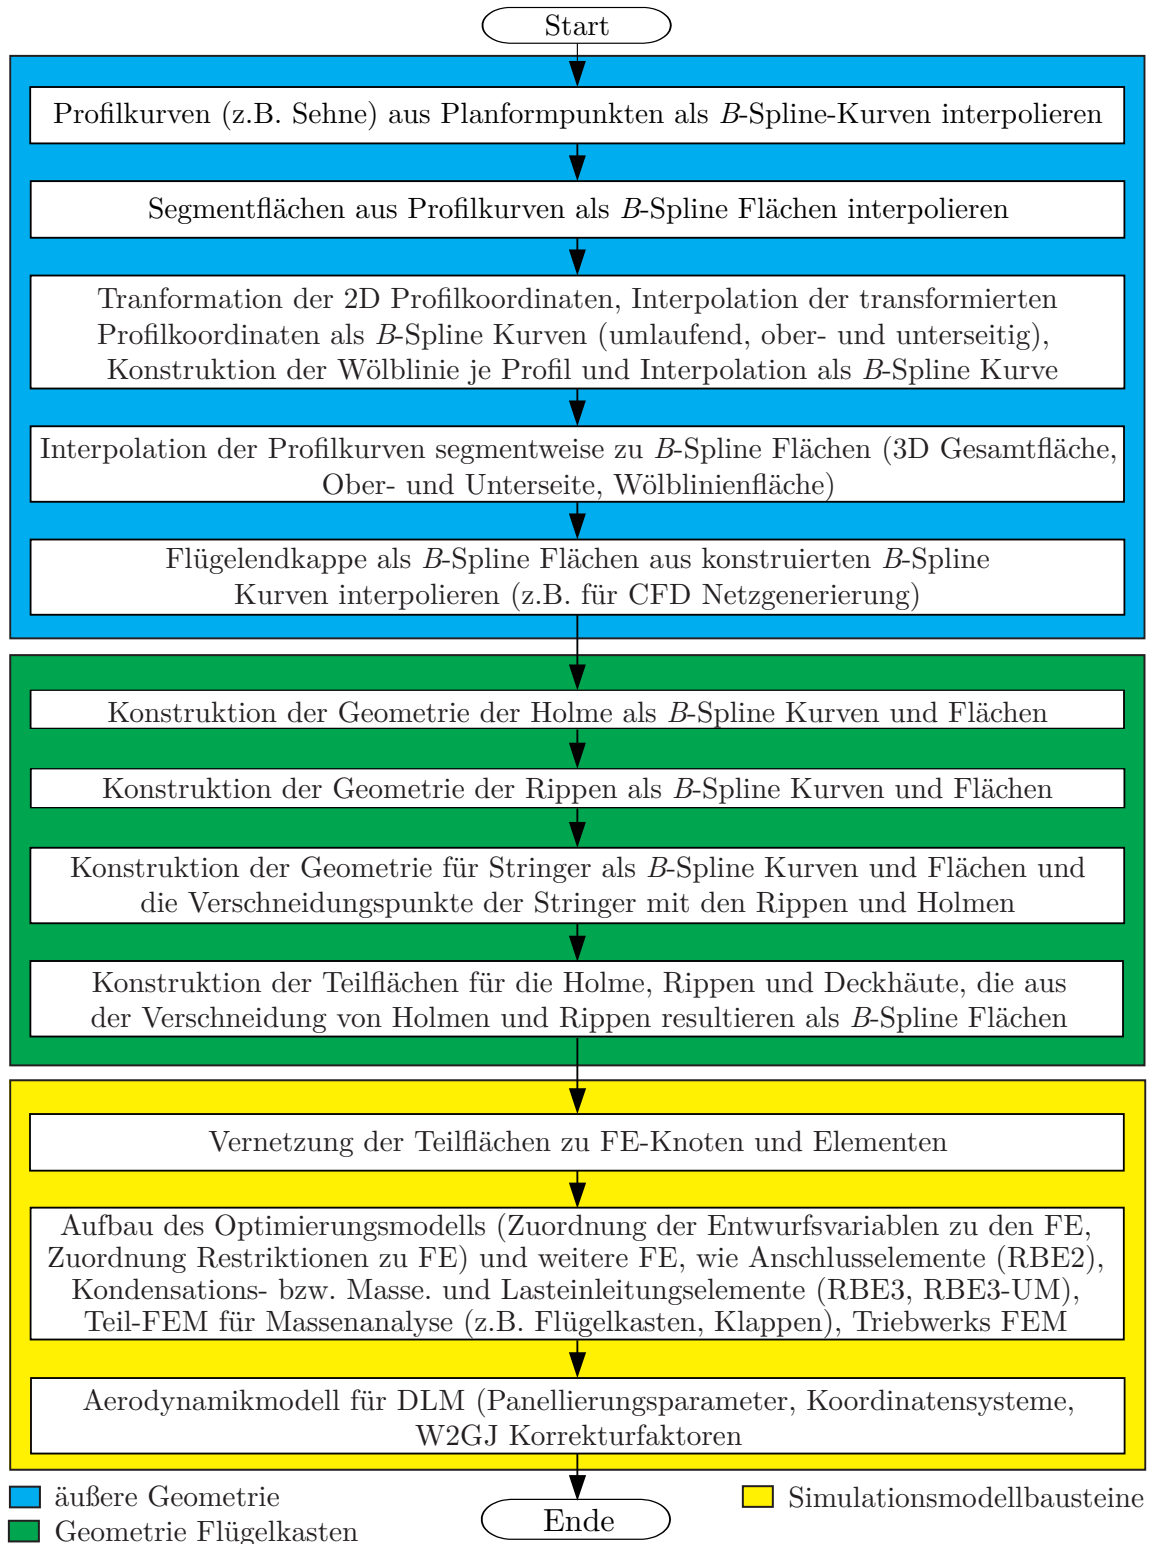 Start
Profilkurven (z.B. Sehne) aus Planformpunkten als B-Spline-Kurven interpolieren
Segmentflächen aus Profilkurven als B-Spline Flächen interpolieren
Tranformation der 2D Profilkoordinaten, Interpolation der transformierten
Profilkoordinaten als B-Spline Kurven (umlaufend, ober- und unterseitig),
Konstruktion der Wölblinie je Profil und Interpolation als B-Spline Kurve
Interpolation der Profilkurven segmentweise zu B-Spline Flächen (3D Gesamtfläche,
Ober- und Unterseite, Wölblinienfläche)
Flügelendkappe als B-Spline Flächen aus konstruierten B-Spline
Kurven interpolieren (z.B. für CFD Netzgenerierung)
Konstruktion der Geometrie der Holme als B-Spline Kurven und Flächen
Konstruktion der Geometrie der Rippen als B-Spline Kurven und Flächen
Konstruktion der Geometrie für Stringer als B-Spline Kurven und Flächen und
die Verschneidungspunkte der Stringer mit den Rippen und Holmen
Konstruktion der Teilflächen für die Holme, Rippen und Deckhäute, die aus
der Verschneidung von Holmen und Rippen resultieren als B-Spline Flächen
Vernetzung der Teilflächen zu FE-Knoten und Elementen
Aufbau des Optimierungsmodells (Zuordnung der Entwurfsvariablen zu den FE,
Zuordnung Restriktionen zu FE) und weitere FE, wie Anschlusselemente (RBE2),
Kondensations- bzw. Masse. und Lasteinleitungselemente (RBE3, RBE3-UM),
Teil-FEM für Massenanalyse (z.B. Flügelkasten, Klappen), Triebwerks FEM
Aerodynamikmodell für DLM (Panellierungsparameter, Koordinatensysteme,
W2GJ Korrekturfaktoren
Ende
äußere Geometrie
Geometrie Flügelkasten
Simulationsmodellbausteine